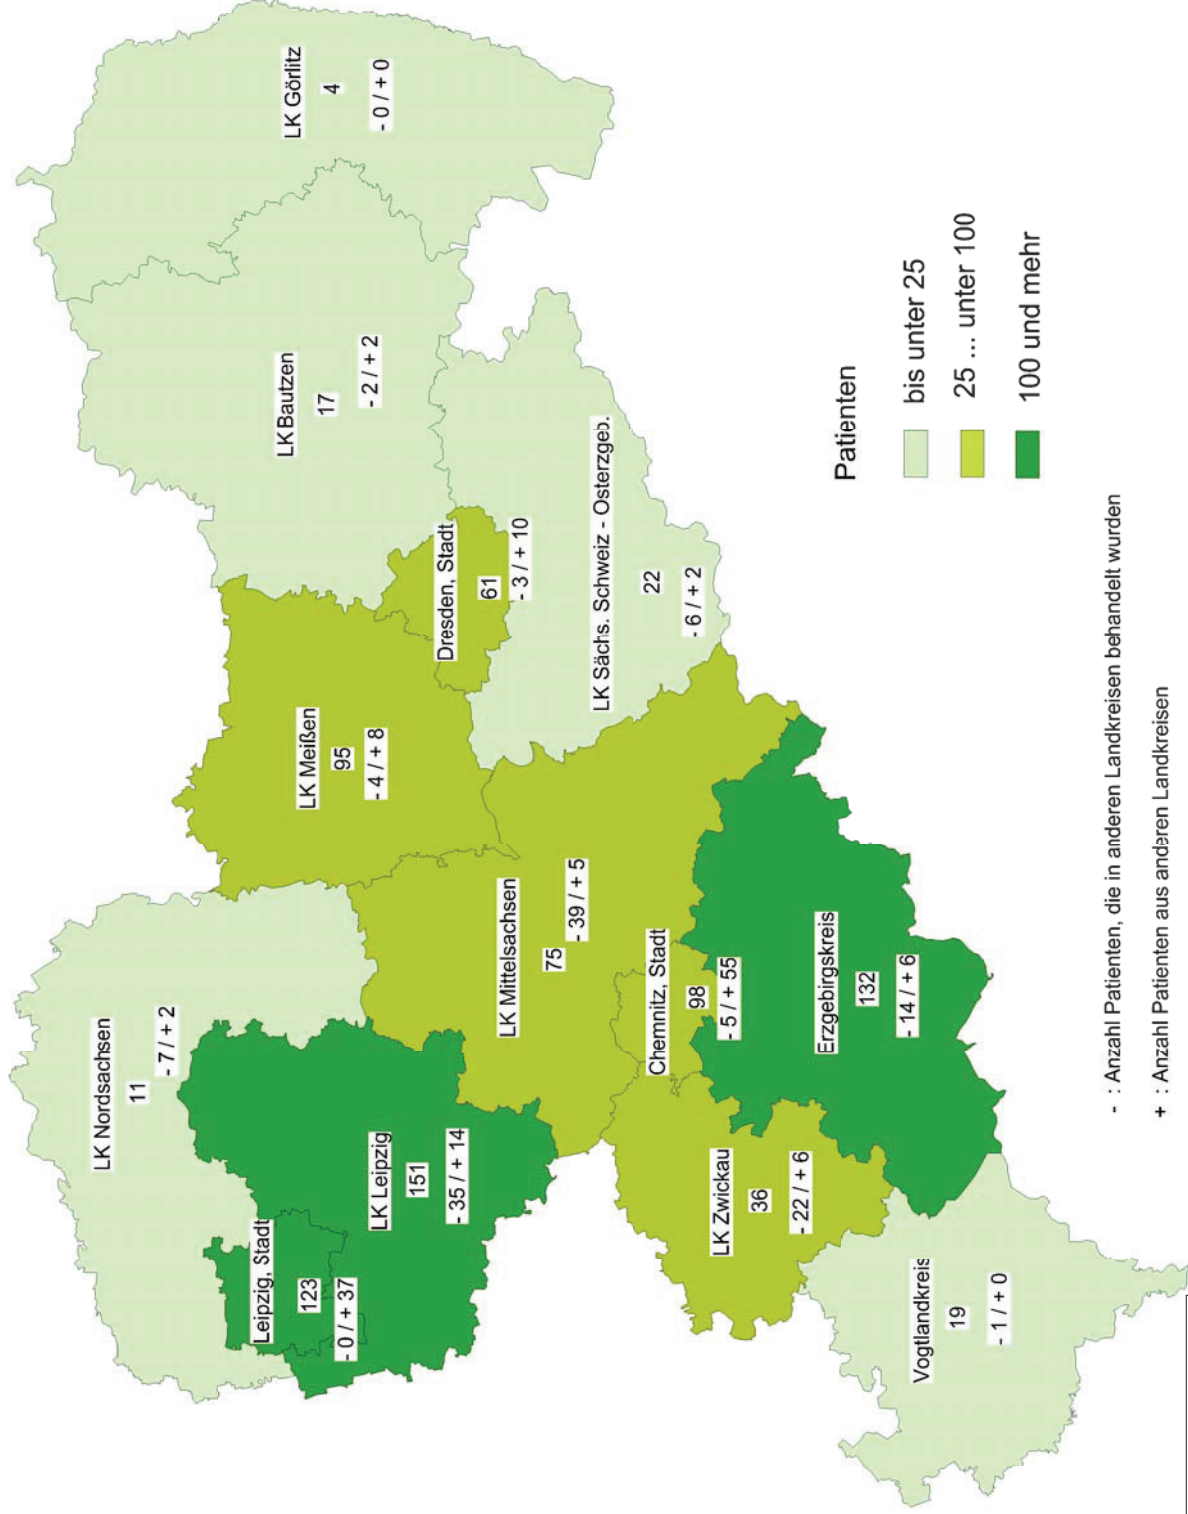 LK Nordsachsen
11
- 7 / + 2
Leipzig, Stadt
123
- 0 / + 37
LK Leipzig
151
- 35 / + 14
LK Meißen
95
- 4 / + 8
LK Bautzen
17
- 2 / + 2
LK Görlitz
4
- 0 / + 0
Dresden, Stadt
61
- 3 / + 10
LK Sächs. Schweiz - Osterzgeb.
22
- 6 / + 2
LK Mittelsachsen
75
- 39 / + 5
Chemnitz, Stadt
98
- 5 / + 55
Erzgebirgskreis
132
- 14 / + 6
LK Zwickau
36
- 22 / + 6
Vogtlandkreis
19
- 1 / + 0
Patienten
bis unter 25
25 ... unter 100
100 und mehr
- : Anzahl Patienten, die in anderen Landkreisen behandelt wurden
+ : Anzahl Patienten aus anderen Landkreisen